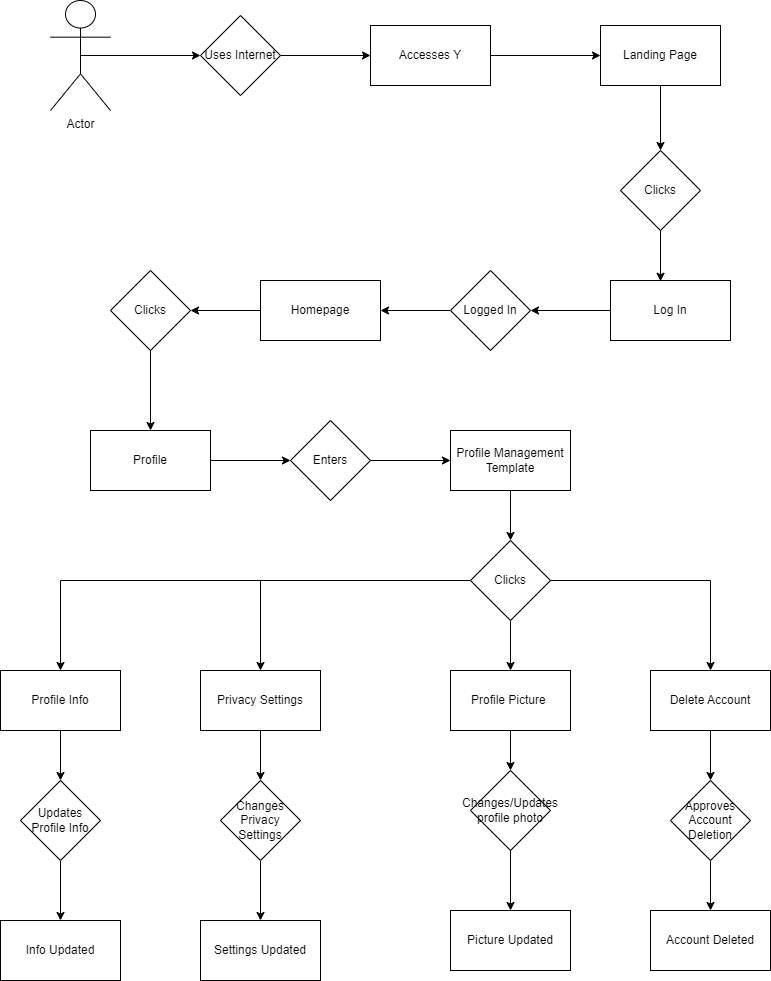 Uses Internet
Accesses Y
Landing Page
Actor
Clicks
Clicks
Homepage
Logged In
Log In
Profile
Enters
Profile Management
Template
Clicks
Profile Info
Privacy Settings
Profile Picture
Delete Account
Updates
Profile Info
Changes
Privacy
Settings
Changes/Updates
profile photo
Approves
Account
Deletion
Info Updated
Settings Updated
Picture Updated
Account Deleted